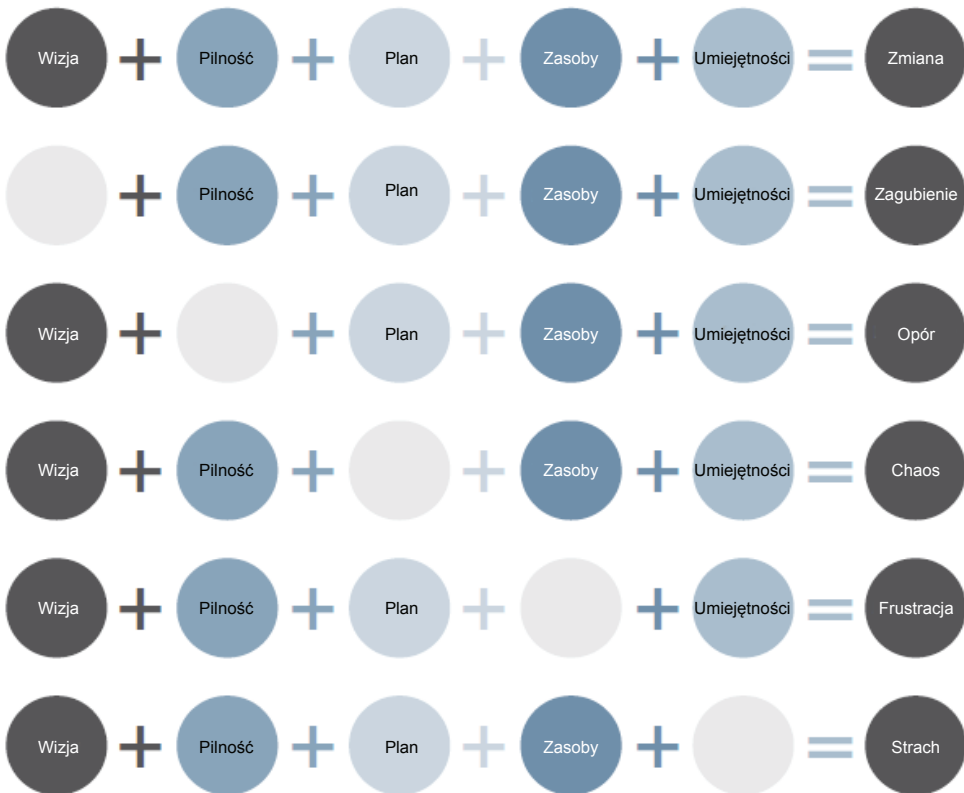 Wizja + Pilność + Plan + Zasoby + Umiejętności = Zmiana
+ Pilność + Plan + Zasoby + Umiejętności = Zagubienie
Wizja + + Plan + Zasoby + Umiejętności = Opór
Wizja + Pilność + + Zasoby + Umiejętności = Chaos
Wizja + Pilność + Plan + + Umiejętności = Frustracja
Wizja + Pilność + Plan + Zasoby + = Strach